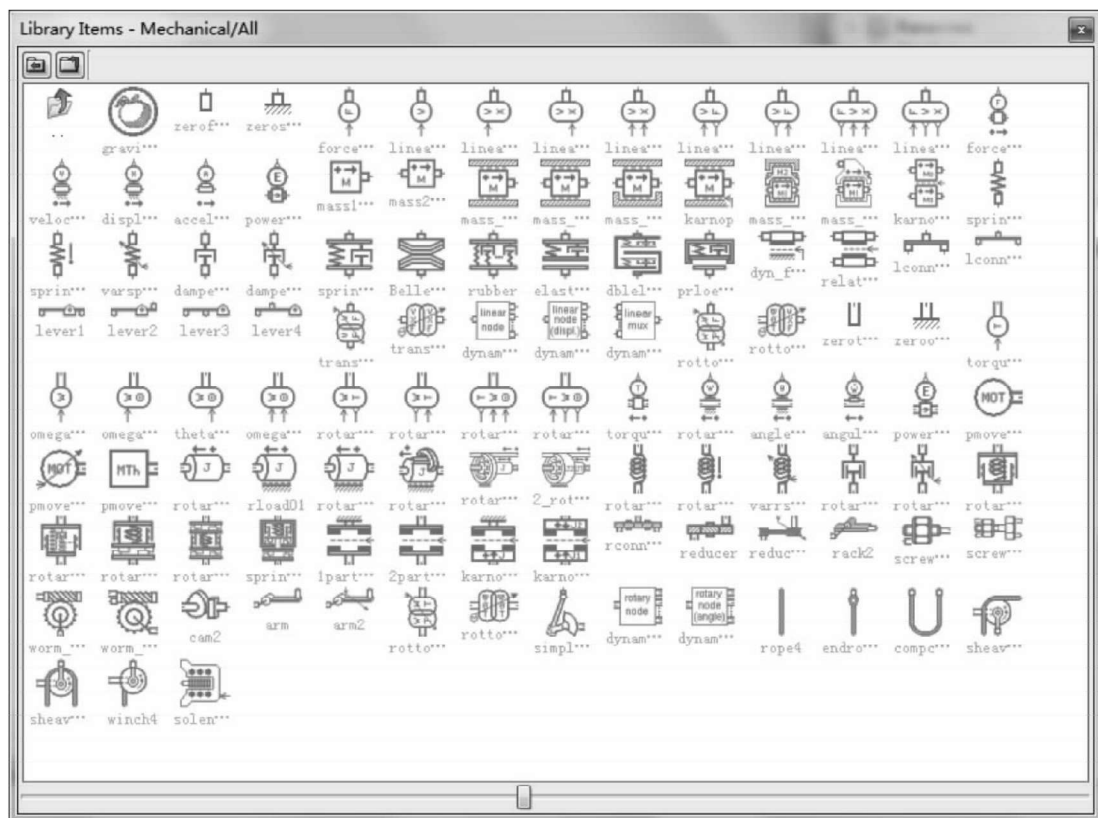 Library Items - Mechanical/All
.. gravi··· zerof··· zeros··· force··· linea··· linea··· linea··· linea··· linea··· linea··· linea··· linea··· force···
veloc··· displ··· accel··· power··· mass1··· mass2··· mass_··· mass_··· mass_··· karnop mass_··· mass_··· karno··· sprin···
sprin··· varsp··· dampe··· dampe··· sprin··· Belle··· rubber elast··· dblel··· prloe··· dyn_f··· relat··· lconn··· lconn···
lever1 lever2 lever3 lever4 trans··· trans··· dynam··· dynam··· dynam··· rotto··· rotto··· zerot··· zeroo··· torqu···
omega··· omega··· theta··· omega··· rotar··· rotar··· rotar··· rotar··· torqu··· rotar··· angle··· angul··· power··· pmove···
pmove··· pmove··· rotar··· rload01 rotar··· rotar··· rotar··· 2_rot··· rotar··· rotar··· varrs··· rotar··· rotar··· rotar···
rotar··· rotar··· rotar··· sprin··· 1part··· 2part··· karno··· karno··· rconn··· reducer reduc··· rack2 screw··· screw···
worm_··· worm_··· cam2 arm arm2 rotto··· rotto··· simpl··· dynam··· dynam··· rope4 endro··· compc··· sheav···
sheav··· winch4 solen···